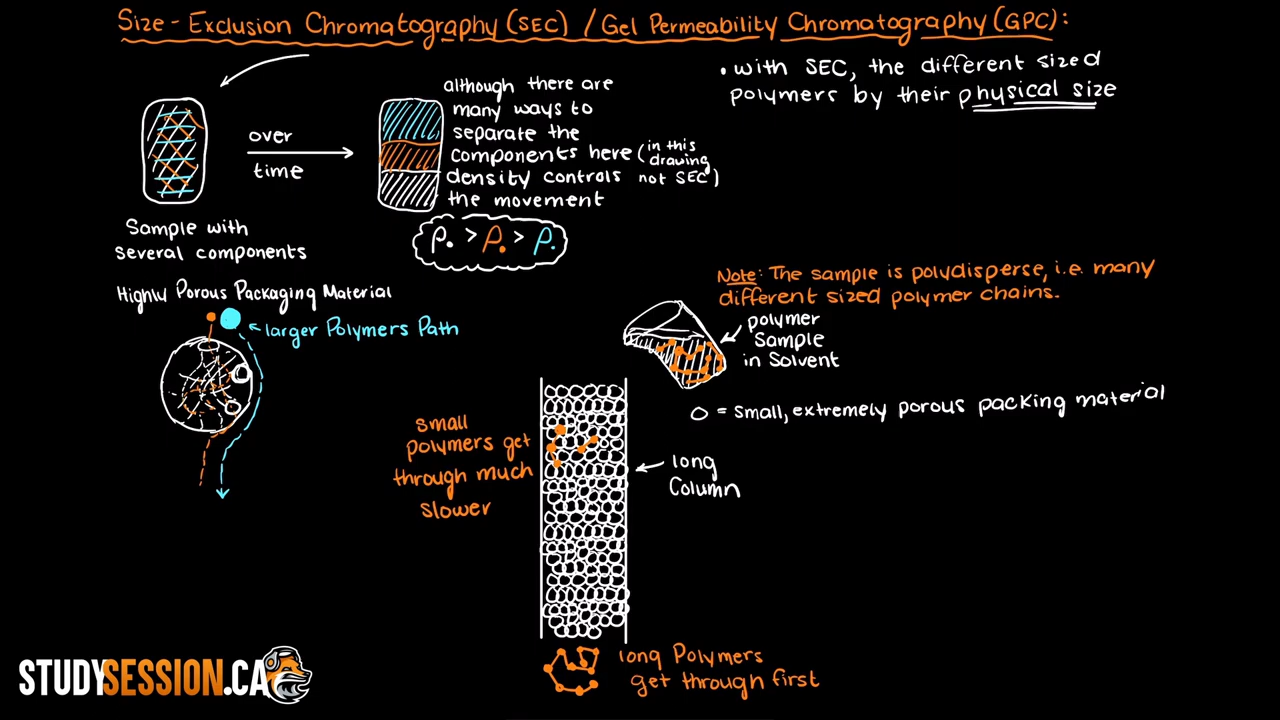 Size-Exclusion Chromatography (SEC) / Gel Permeability Chromatography (GPC):
• with SEC, the different sized
polymers by their physical size
over
time
although there are
many ways to
separate the
components here (in this
drawing
density controls not SEC)
the movement
ρ. > ρ. > ρ.
Sample with
several components
Highly Porous Packaging Material
larger Polymers Path
Note: The sample is polydisperse, i.e. many
different sized polymer chains.
polymer
Sample
in Solvent
O = small, extremely porous packing material
small
polymers get
through much
slower
long
Column
long Polymers
get through first
STUDYSESSION.CA